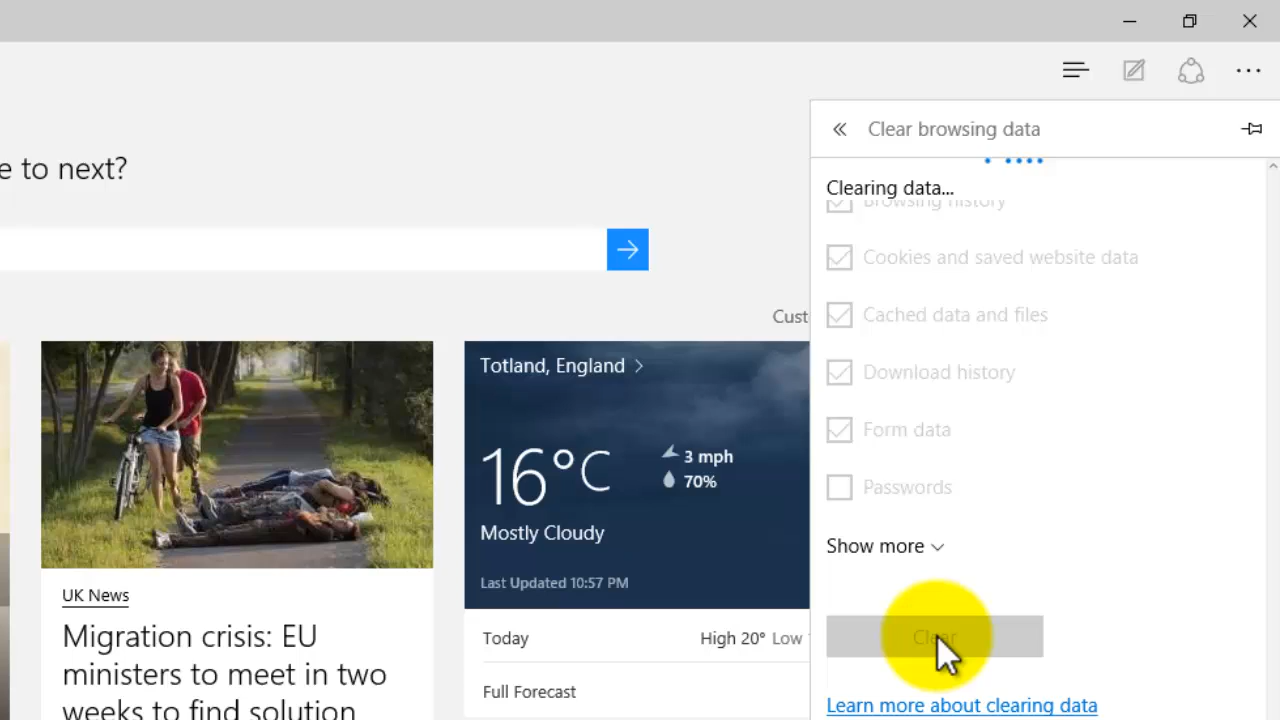 Clear browsing data
e to next?
Clearing data...
Browsing history
Cookies and saved website data
Cust
Cached data and files
Totland, England
Download history
Form data
16°C
3 mph
70%
Passwords
Mostly Cloudy
Show more
Last Updated 10:57 PM
UK News
Migration crisis: EU
ministers to meet in two
weeks to find solution
Today
High 20° Low
Clear
Full Forecast
Learn more about clearing data